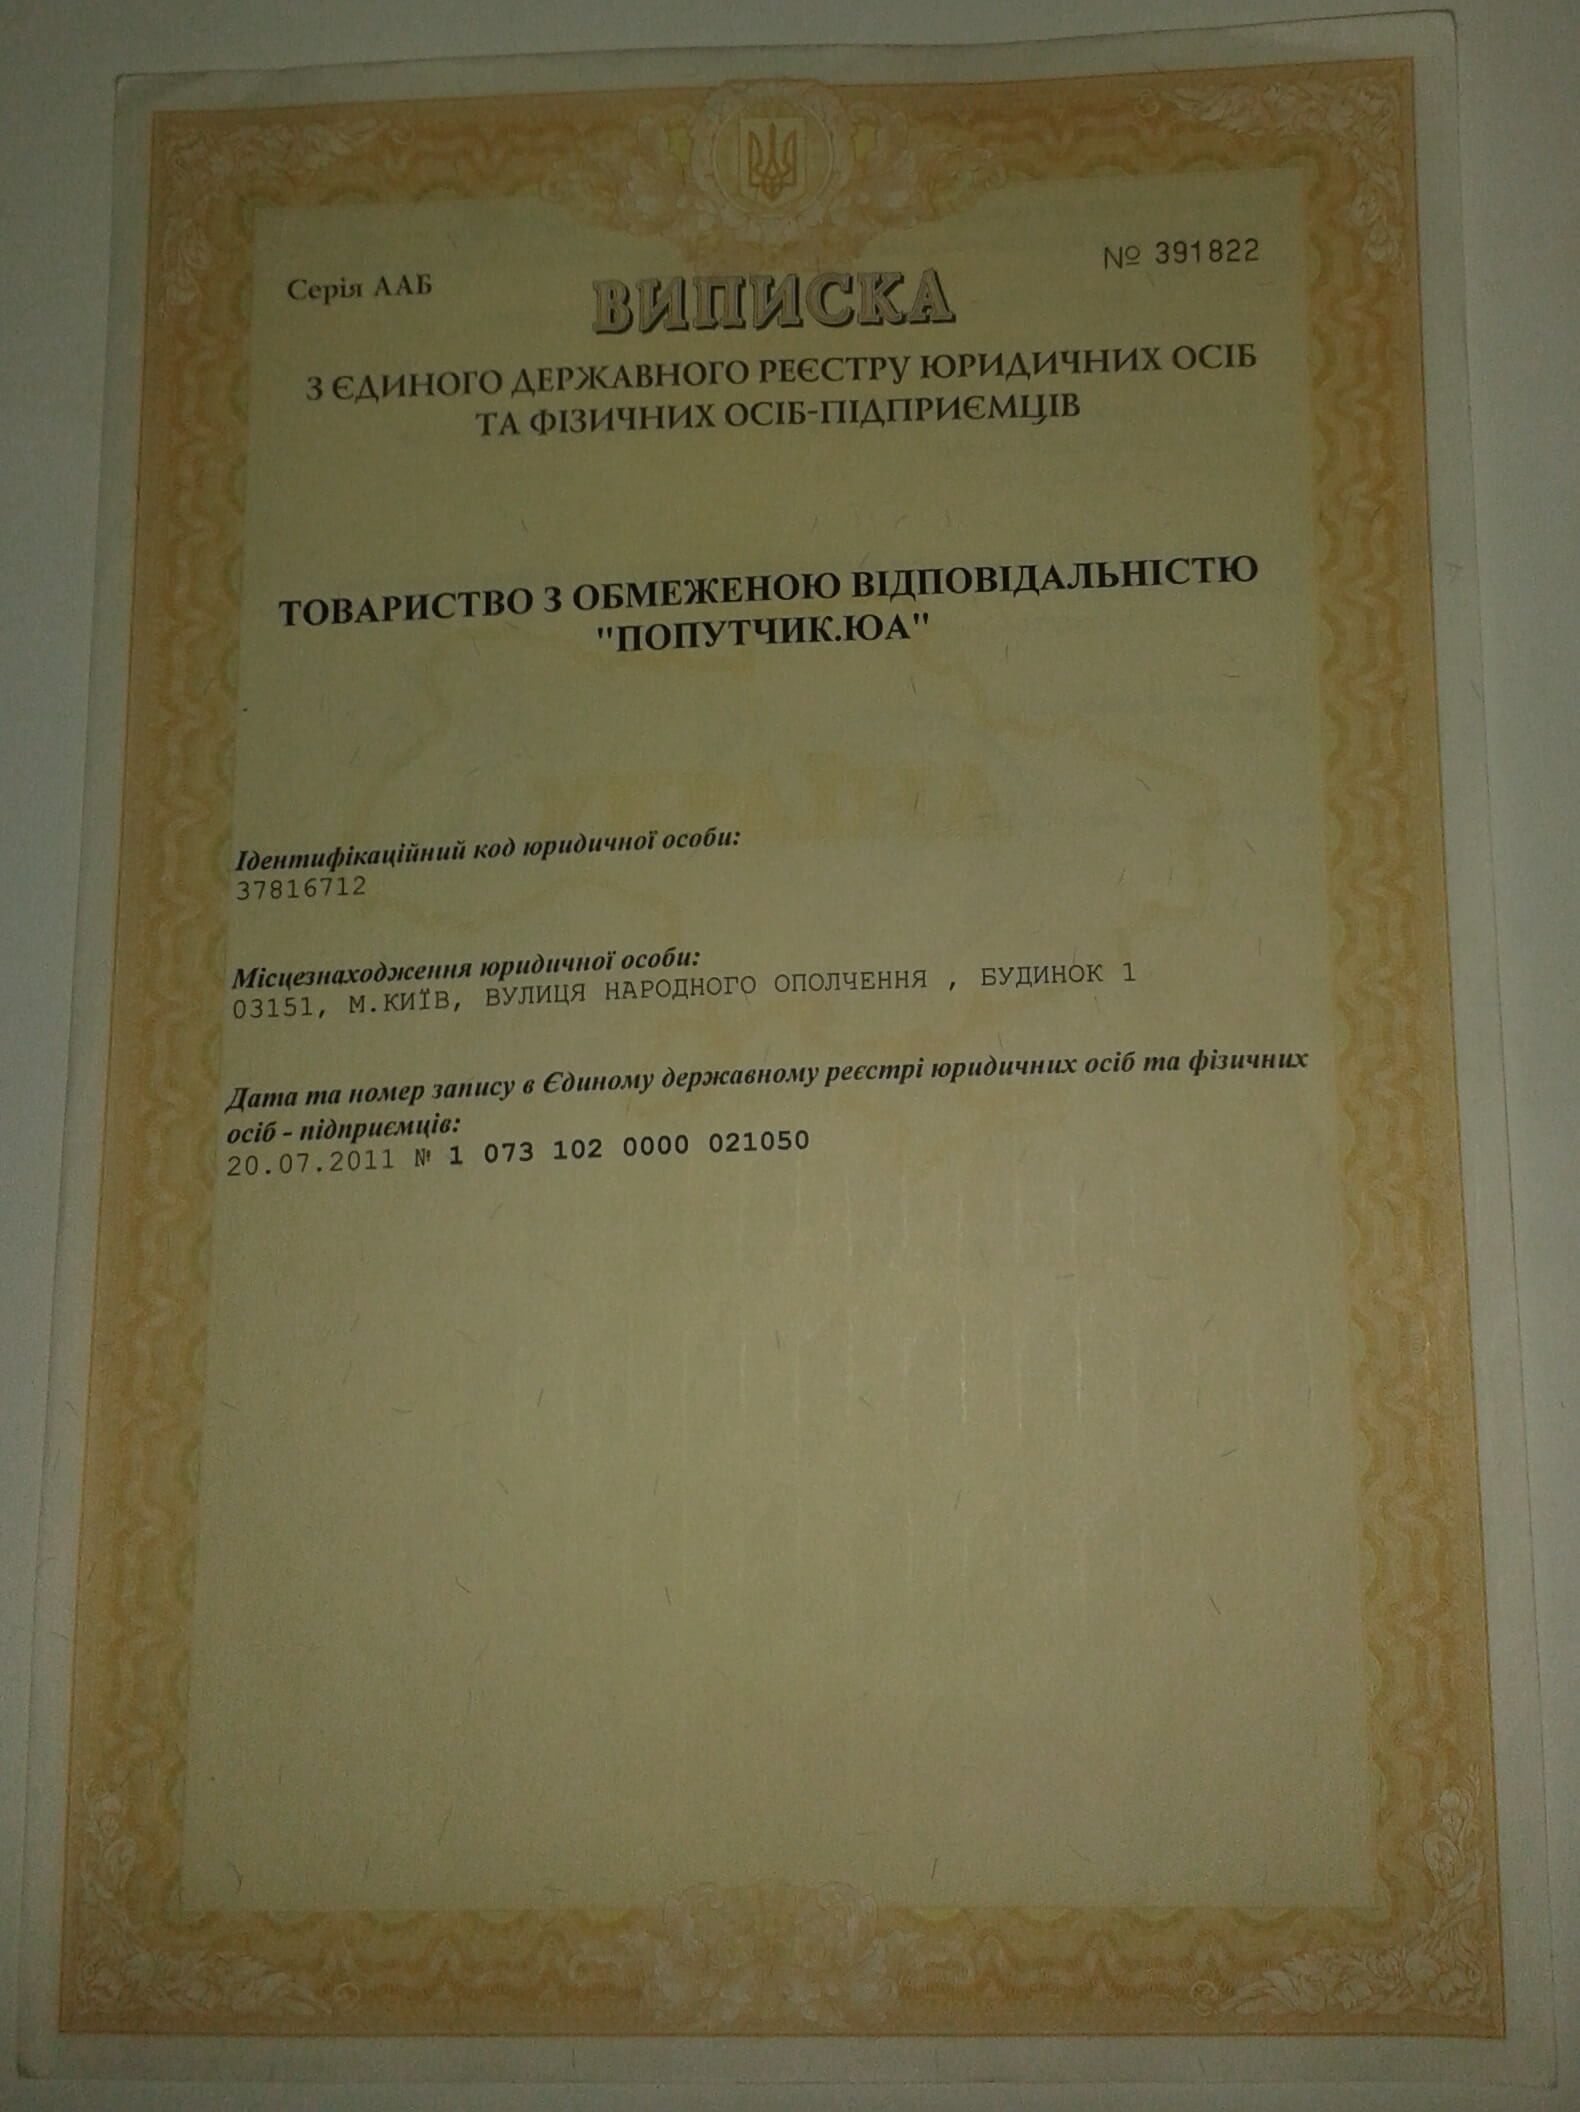 Серія ААБ
№ 391822
ВИПИСКА
З ЄДИНОГО ДЕРЖАВНОГО РЕЄСТРУ ЮРИДИЧНИХ ОСІБ
ТА ФІЗИЧНИХ ОСІБ-ПІДПРИЄМЦІВ
ТОВАРИСТВО З ОБМЕЖЕНОЮ ВІДПОВІДАЛЬНІСТЮ
"ПОПУТЧИК.ЮА"
УКРАЇНА
Ідентифікаційний код юридичної особи:
37816712
Місцезнаходження юридичної особи:
03151, М.КИЇВ, ВУЛИЦЯ НАРОДНОГО ОПОЛЧЕННЯ , БУДИНОК 1
Дата та номер запису в Єдиному державному реєстрі юридичних осіб та фізичних
осіб - підприємців:
20.07.2011 № 1 073 102 0000 021050